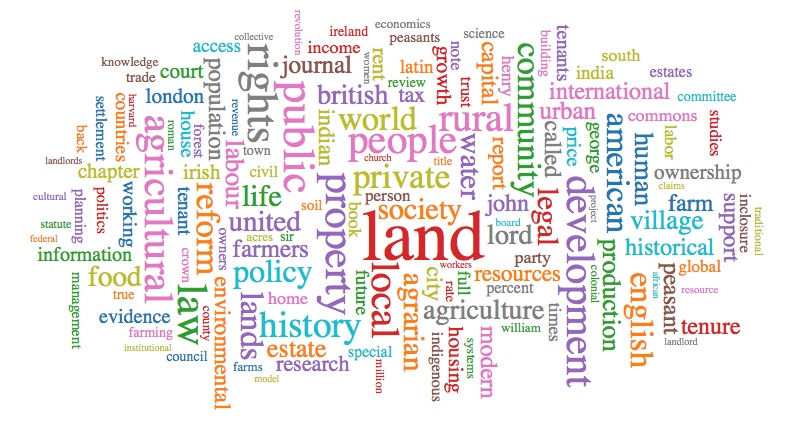 collective
revolution
ireland
economics
peasants
science
access
income
knowledge
trade
court
population
rights
journal
women
rent
latin
review
growth
note
trust
capital
henry
community
building
tenants
south
india
estates
international
committee
back
settlement
countries
harvard
london
house
forest
roman
revenue
labour
town
public
british
tax
indian
world
people
rural
urban
commons
called
price
george
american
human
labor
studies
landlords
chapter
agricultural
irish
civil
church
title
private
water
report
ownership
claims
cultural
planning
politics
working
tenant
reform
life
soil
property
book
person
society
land
john
board
lord
legal
development
project
farm
village
support
inclosure
traditional
statute
federal
information
crown
owners
united
acres
sir
farmers
historical
food
true
law
policy
environmental
home
future
local
agrarian
city
workers
rate
full
party
resources
percent
colonial
production
english
african
peasant
global
resource
management
evidence
farming
county
lands
history
agriculture
times
william
tenure
landlord
institutional
council
farms
estate
research
model
special
million
indigenous
housing
systems
modern